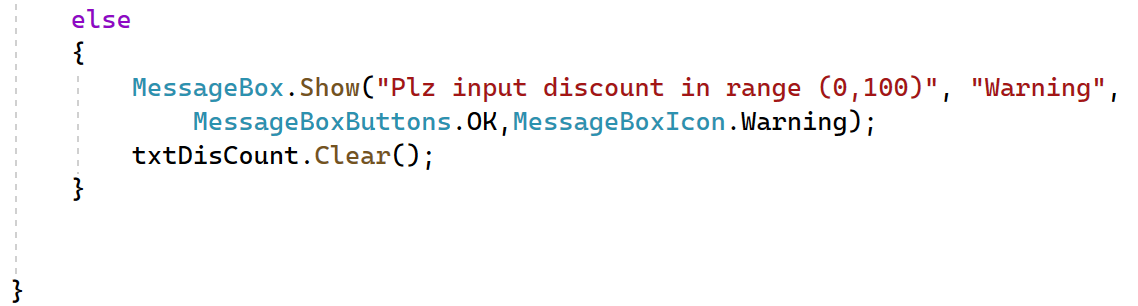 else
{
MessageBox.Show("Plz input discount in range (0,100)", "Warning",
MessageBoxButtons.OK,MessageBoxIcon.Warning);
txtDisCount.Clear();
}
}